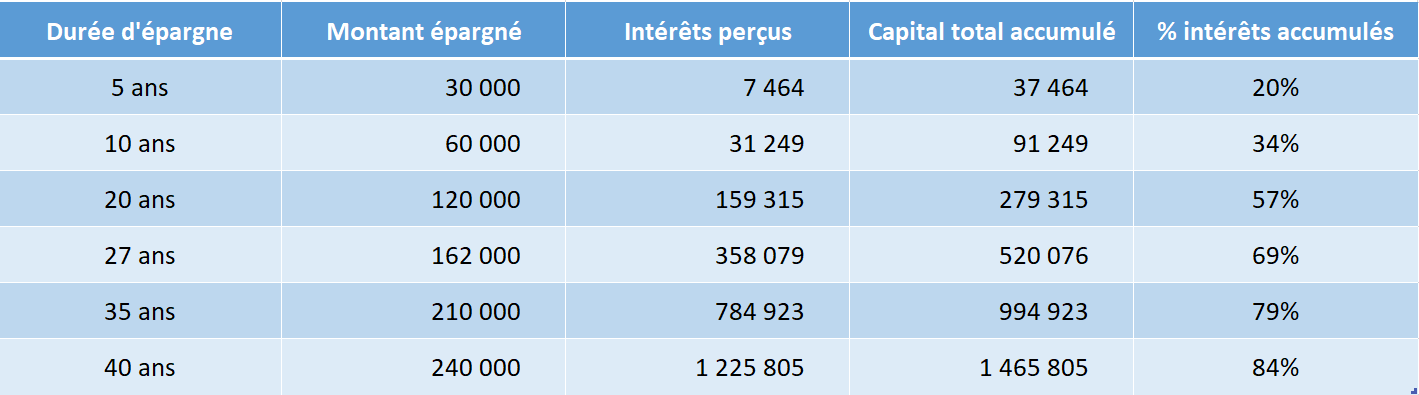 Durée d'épargne Montant épargné Intérêts perçus Capital total accumulé % intérêts accumulés
5 ans 30 000 7 464 37 464 20%
10 ans 60 000 31 249 91 249 34%
20 ans 120 000 159 315 279 315 57%
27 ans 162 000 358 079 520 076 69%
35 ans 210 000 784 923 994 923 79%
40 ans 240 000 1 225 805 1 465 805 84%